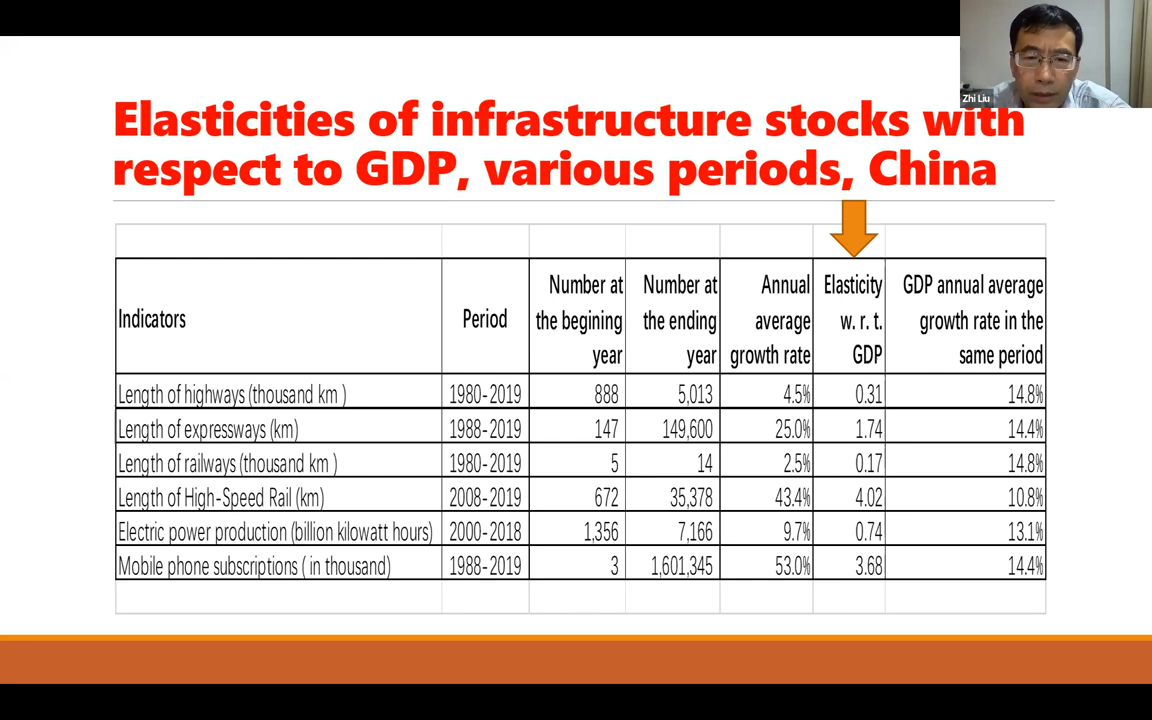 Zhi Liu
Elasticities of infrastructure stocks with
respect to GDP, various periods, China
Indicators Period Number at the begining year Number at the ending year Annual average growth rate Elasticity w. r. t. GDP GDP annual average growth rate in the same period
Length of highways (thousand km ) 1980-2019 888 5,013 4.5% 0.31 14.8%
Length of expressways (km) 1988-2019 147 149,600 25.0% 1.74 14.4%
Length of railways (thousand km ) 1980-2019 5 14 2.5% 0.17 14.8%
Length of High-Speed Rail (km) 2008-2019 672 35,378 43.4% 4.02 10.8%
Electric power production (billion kilowatt hours) 2000-2018 1,356 7,166 9.7% 0.74 13.1%
Mobile phone subscriptions ( in thousand) 1988-2019 3 1,601,345 53.0% 3.68 14.4%